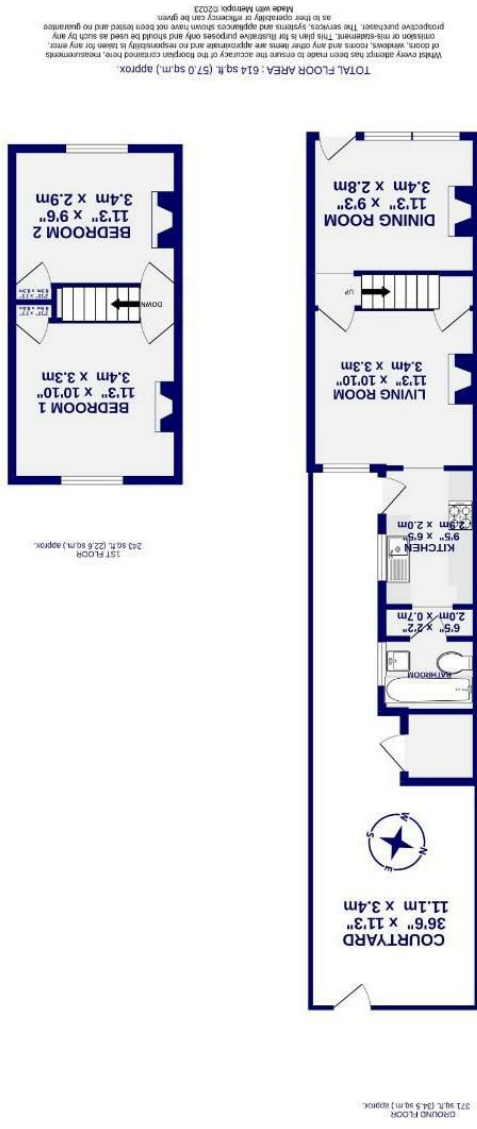 GROUND FLOOR
371 sq.ft. (34.5 sq.m.) approx.
COURTYARD
36'6" x 11'3"
11.1m x 3.4m
E
N
S
W
BATHROOM
6'5" x 2'2"
2.0m x 0.7m
KITCHEN
9'5" x 6'5"
2.9m x 2.0m
LIVING ROOM
11'3" x 10'10"
3.4m x 3.3m
UP
DINING ROOM
11'3" x 9'3"
3.4m x 2.8m
1ST FLOOR
243 sq.ft. (22.6 sq.m.) approx.
BEDROOM 1
11'3" x 10'10"
3.4m x 3.3m
DOWN
BEDROOM 2
11'3" x 9'6"
3.4m x 2.9m
TOTAL FLOOR AREA : 614 sq.ft. (57.0 sq.m.) approx.
Whilst every attempt has been made to ensure the accuracy of the floorplan contained here, measurements
of doors, windows, rooms and any other items are approximate and no responsibility is taken for any error,
omission or mis-statement. This plan is for illustrative purposes only and should be used as such by any
prospective purchaser. The services, systems and appliances shown have not been tested and no guarantee
as to their operability or efficiency can be given.
Made with Metropix ©2023